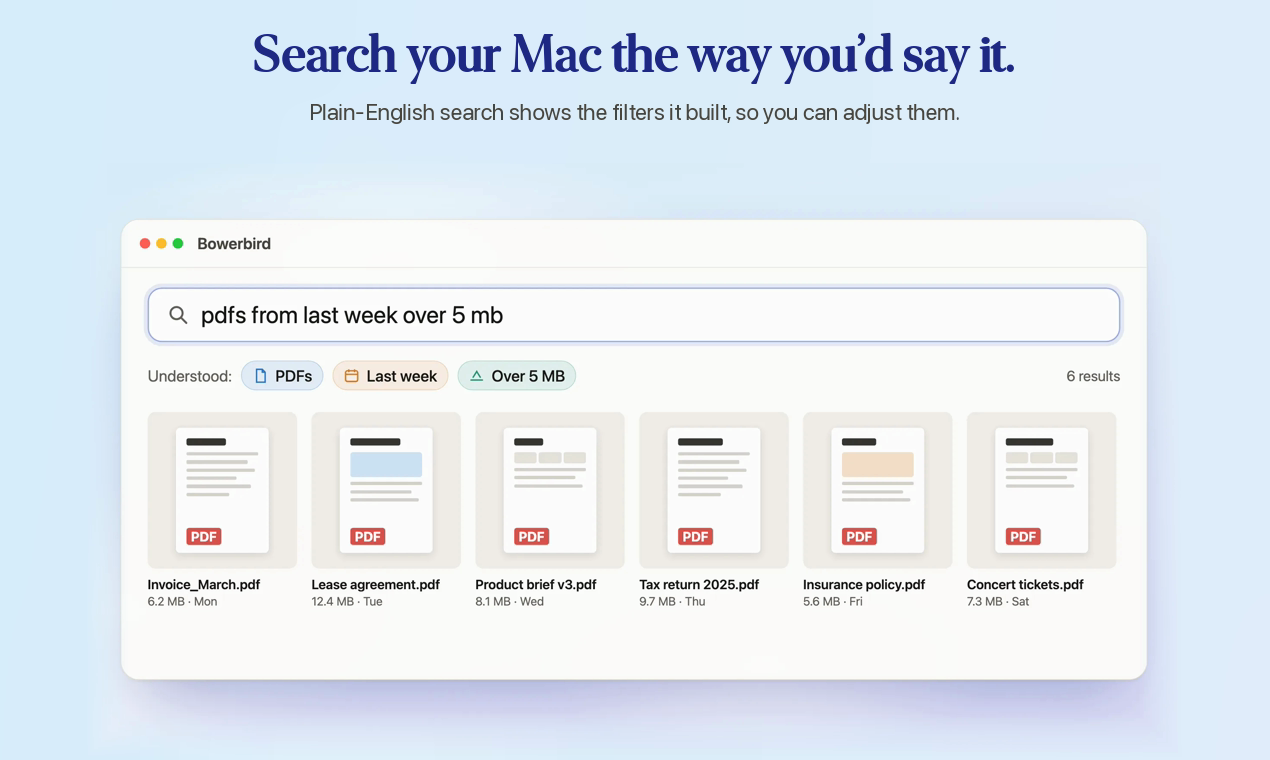 Search your Mac the way you’d say it.
Plain-English search shows the filters it built, so you can adjust them.
Bowerbird
pdfs from last week over 5 mb
Understood: PDFs Last week Over 5 MB 6 results
PDF PDF PDF PDF PDF PDF
Invoice_March.pdf Lease agreement.pdf Product brief v3.pdf Tax return 2025.pdf Insurance policy.pdf Concert tickets.pdf
6.2 MB · Mon 12.4 MB · Tue 8.1 MB · Wed 9.7 MB · Thu 5.6 MB · Fri 7.3 MB · Sat